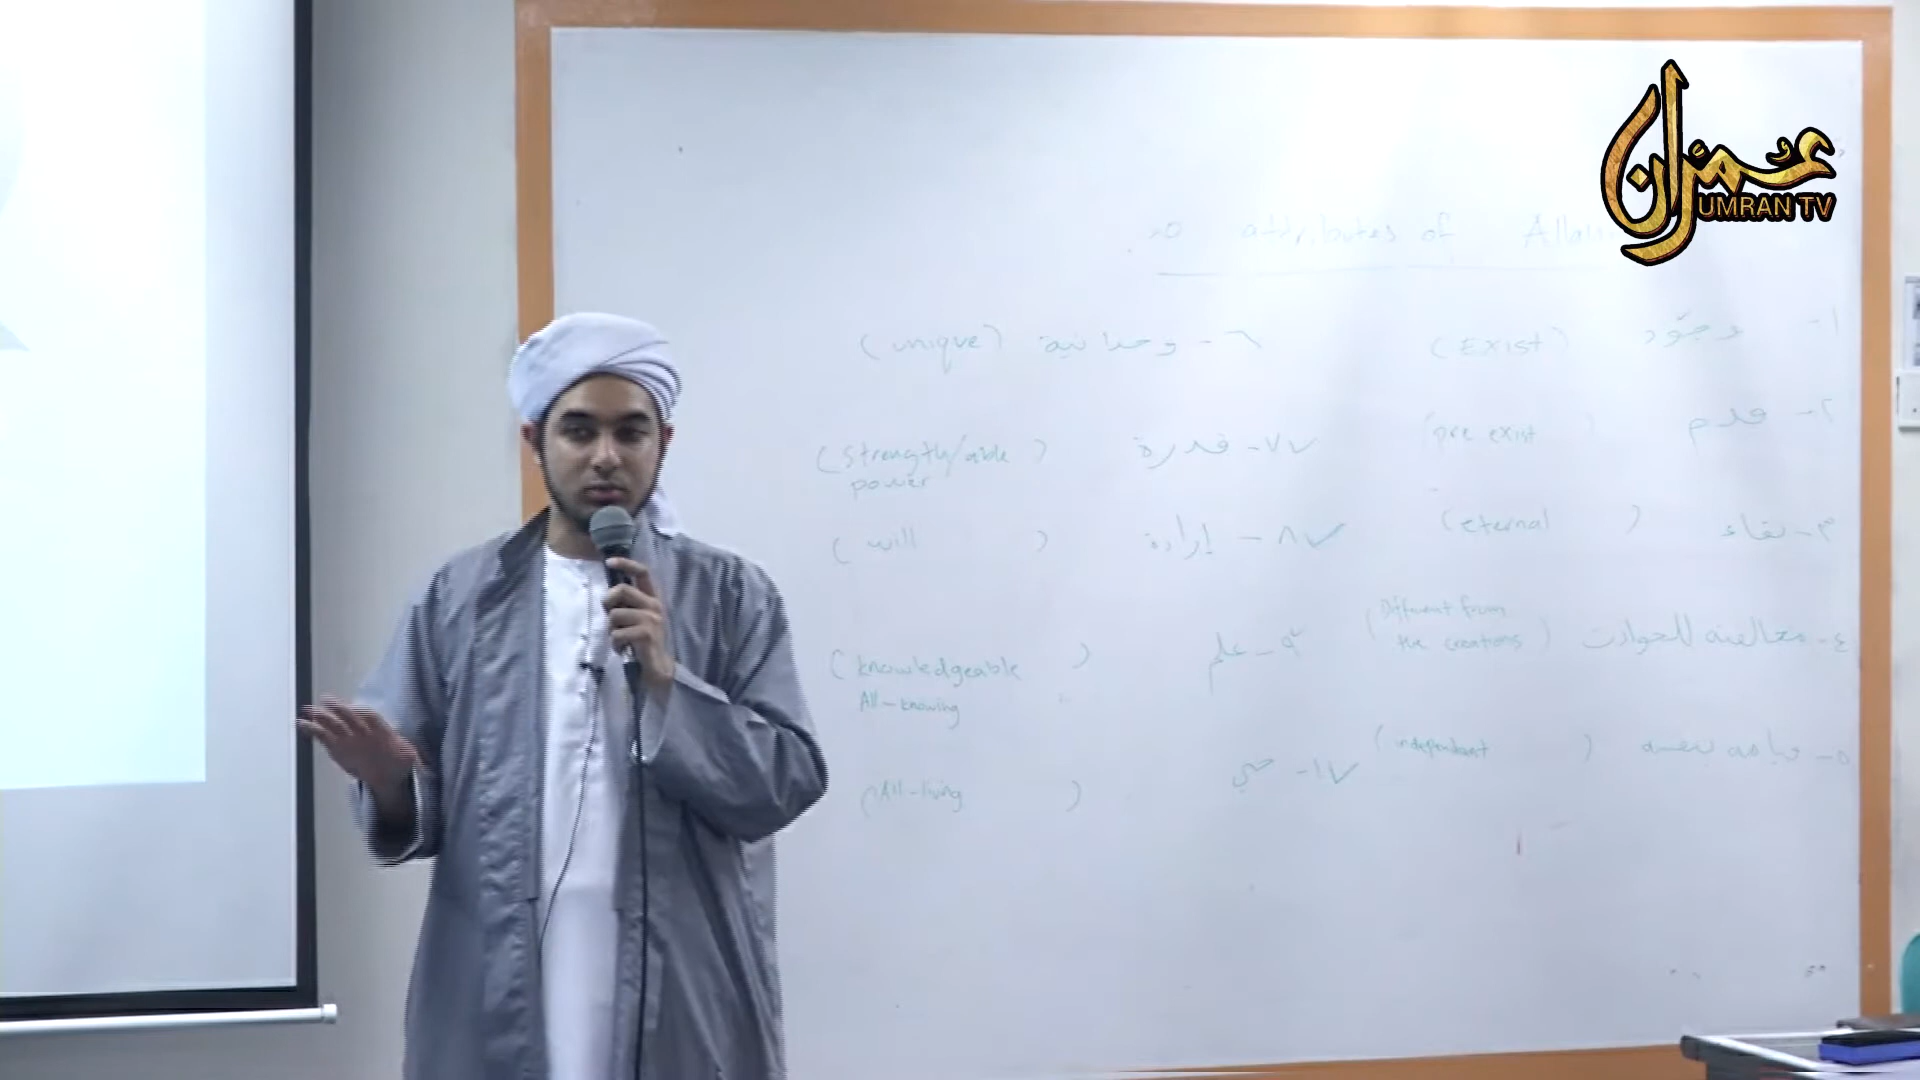 عمران
UMRAN TV
20 attributes of Allah
١- وجود (Exist)
٢- قدم (pre exist)
٣- بقاء (eternal)
٤- مخالفته للحوادث (Different from the creations)
٥- قيامه بنفسه (independent)
٦- وحدانية (unique)
٧- قدرة (strength/able power)
٨- إرادة (will)
٩- علم (knowledgeable All-knowing)
١٠- حي (All-living)